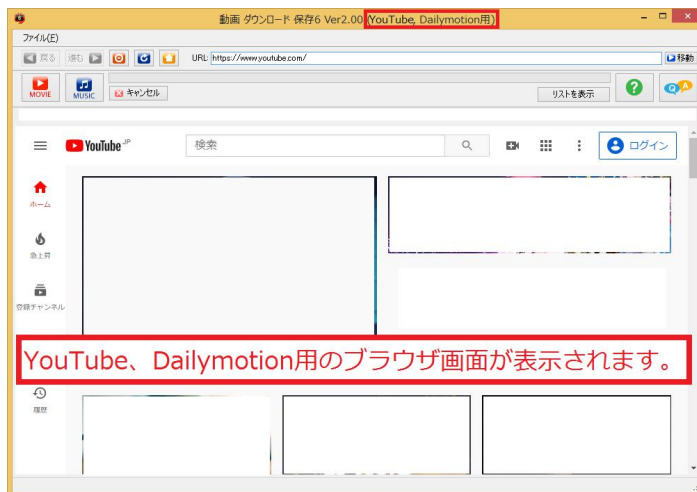 動画 ダウンロード 保存6 Ver2.00 (YouTube, Dailymotion用)
ファイル(F)
戻る 進む URL: https://www.youtube.com/ 移動
MOVIE MUSIC キャンセル リストを表示 ? Q A
YouTube JP 検索 ログイン
ホーム
急上昇
登録チャンネル
YouTube、Dailymotion用のブラウザ画面が表示されます。
履歴